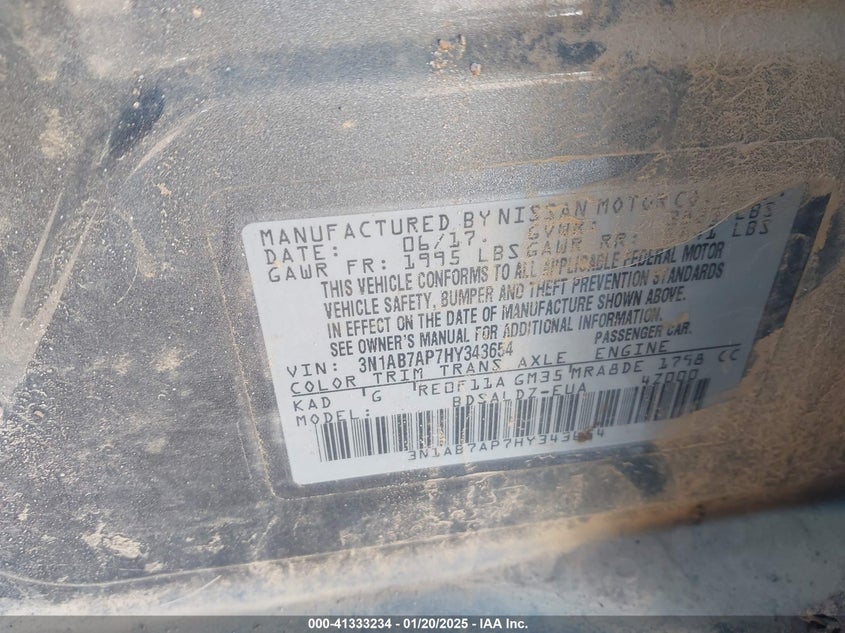 MANUFACTURED BY NISSAN MOTOR CO.
DATE: 06/17. GVWR: LBS
GAWR FR: 1995 LBS GAWR RR: LBS
THIS VEHICLE CONFORMS TO ALL APPLICABLE FEDERAL MOTOR
VEHICLE SAFETY, BUMPER AND THEFT PREVENTION STANDARDS
IN EFFECT ON THE DATE OF MANUFACTURE SHOWN ABOVE.
SEE OWNER'S MANUAL FOR ADDITIONAL INFORMATION.
VIN: 3N1AB7AP7HY343654 PASSENGER CAR.
COLOR TRIM TRANS AXLE ENGINE
KAD G RE0F11A GM35 MRA8DE 1798 CC
MODEL: BDSALDZ-EUA 4Z000
3N1AB7AP7HY343654
000-41333234 - 01/20/2025 - IAA Inc.